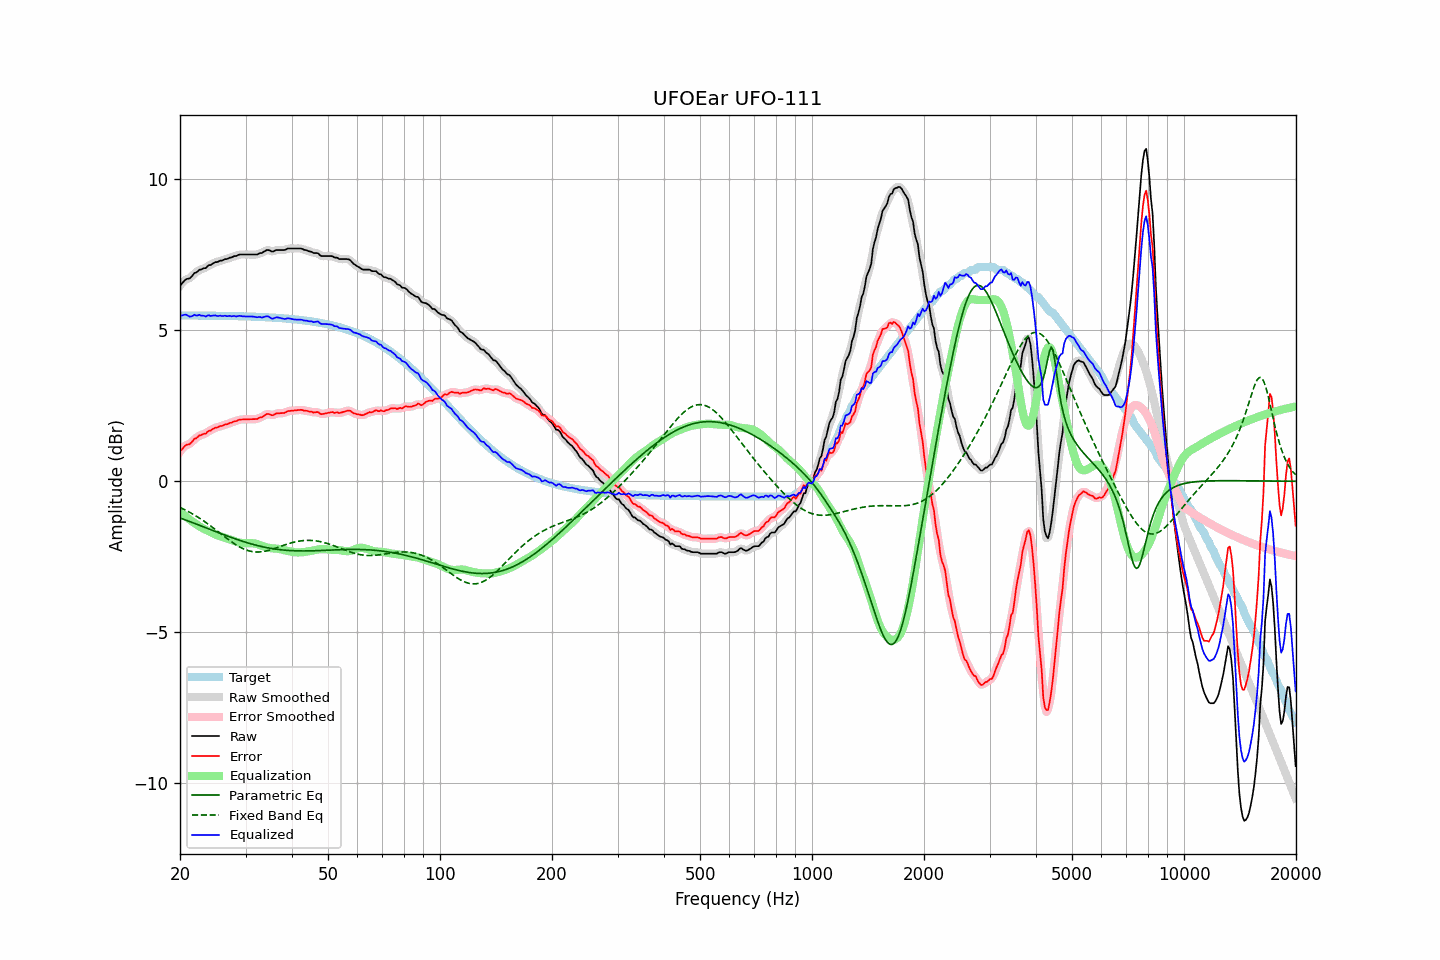 UFOEar UFO-111
Amplitude (dBr)
10
5
0
−5
−10
Target
Raw Smoothed
Error Smoothed
Raw
Error
Equalization
Parametric Eq
Fixed Band Eq
Equalized
20 50 100 200 500 1000 2000 5000 10000 20000
Frequency (Hz)